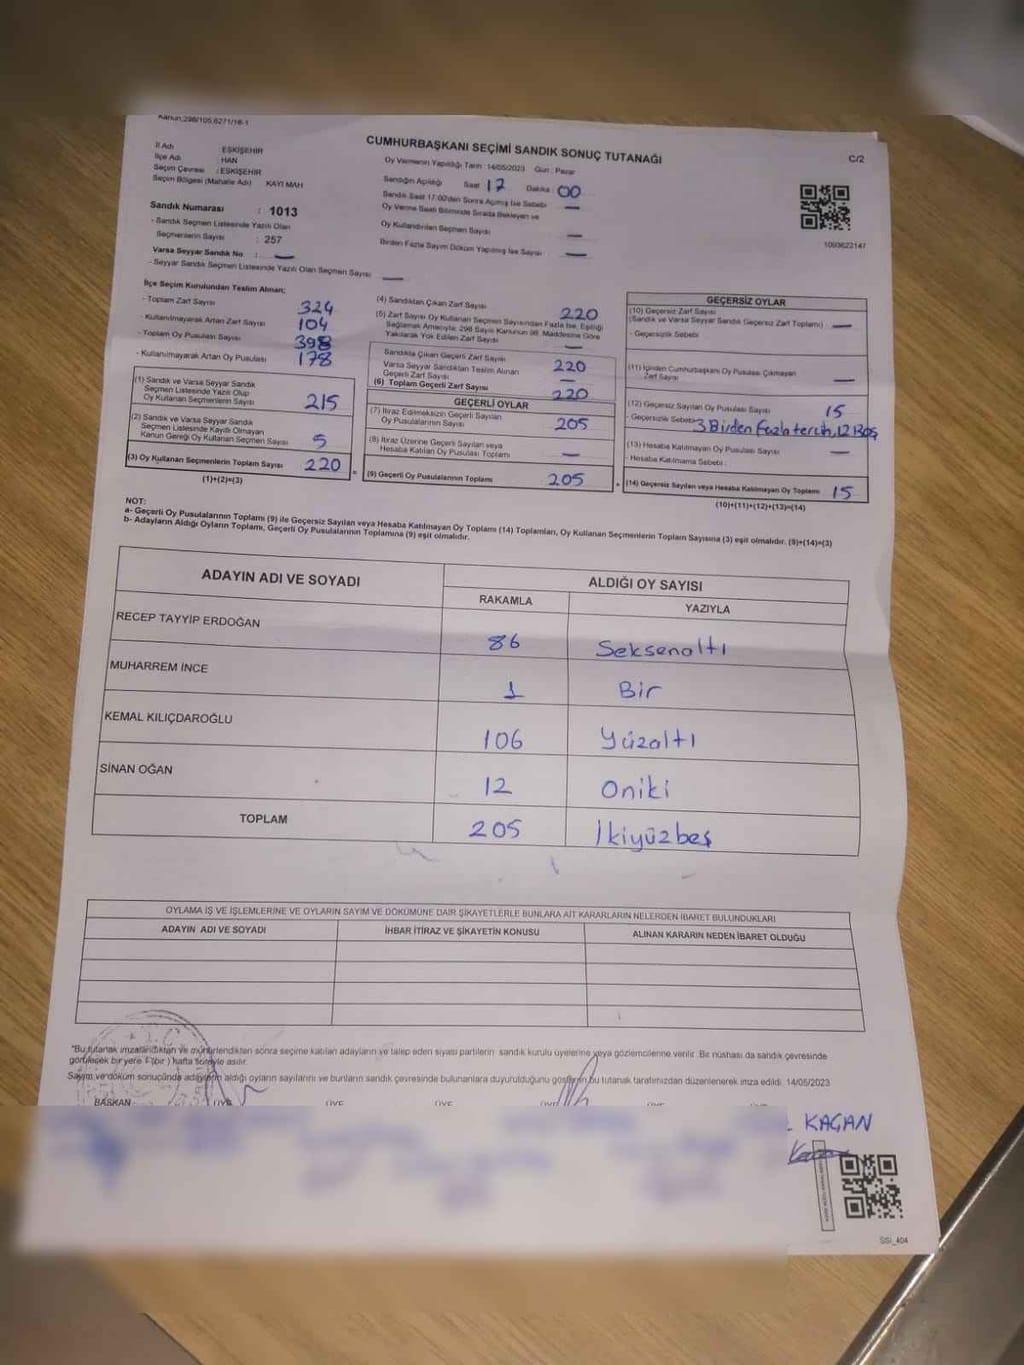 Kanun;298/105,6271/18-1
CUMHURBAŞKANI SEÇİMİ SANDIK SONUÇ TUTANAĞI
C/2
İl Adı : ESKİŞEHİR
İlçe Adı : HAN
Seçim Çevresi : ESKİŞEHİR
Seçim Bölgesi (Mahalle Adı) KAYI MAH
Sandık Numarası : 1013
- Sandık Seçmen Listesinde Yazılı Olan
Seçmenlerin Sayısı : 257
Varsa Seyyar Sandık No : —
- Seyyar Sandık Seçmen Listesinde Yazılı Olan Seçmen Sayısı —
Oy Vermenin Yapıldığı Tarih : 14/05/2023 Gün : Pazar
Sandığın Açıldığı Saat 17 Dakika 00
Sandık Saat 17:00'den Sonra Açılmış İse Sebebi —
Oy Verme Saati Bitiminde Sırada Bekleyen ve
Oy Kullandırılan Seçmen Sayısı —
Birden Fazla Sayım Döküm Yapılmış İse Sayısı —
1093622147
İlçe Seçim Kurulundan Teslim Alınan;
- Toplam Zarf Sayısı 324
- Kullanılmayarak Artan Zarf Sayısı 104
- Toplam Oy Pusulası Sayısı 398
- Kullanılmayarak Artan Oy Pusulası 178
(1) Sandık ve Varsa Seyyar Sandık
Seçmen Listesinde Yazılı Olup
Oy Kullanan Seçmenlerin Sayısı 215
(2) Sandık ve Varsa Seyyar Sandık
Seçmen Listesinde Kayıtlı Olmayan
Kanun Gereği Oy Kullanan Seçmen Sayısı 5
(3) Oy Kullanan Seçmenlerin Toplam Sayısı 220
(1)+(2)=(3)
(4) Sandıktan Çıkan Zarf Sayısı 220
(5) Zarf Sayısı Oy Kullanan Seçmen Sayısından Fazla İse, Eşitliği
Sağlamak Amacıyla; 298 Sayılı Kanunun 98. Maddesine Göre
Yakılarak Yok Edilen Zarf Sayısı —
Sandıkta Çıkan Geçerli Zarf Sayısı 220
Varsa Seyyar Sandıktan Teslim Alınan
Geçerli Zarf Sayısı —
(6) Toplam Geçerli Zarf Sayısı 220
GEÇERLİ OYLAR
(7) İtiraz Edilmeksizin Geçerli Sayılan
Oy Pusulalarının Sayısı 205
(8) İtiraz Üzerine Geçerli Sayılan veya
Hesaba Katılan Oy Pusulası Toplamı —
= (9) Geçerli Oy Pusulalarının Toplamı 205
GEÇERSİZ OYLAR
(10) Geçersiz Zarf Sayısı
(Sandık ve Varsa Seyyar Sandık Geçersiz Zarf Toplamı) —
- Geçersizlik Sebebi
(11) İçinden Cumhurbaşkanı Oy Pusulası Çıkmayan
Zarf Sayısı —
(12) Geçersiz Sayılan Oy Pusulası Sayısı 15
- Geçersizlik Sebebi 3 Birden fazla tercih, 12 Boş
(13) Hesaba Katılmayan Oy Pusulası Sayısı —
- Hesaba Katılmama Sebebi :
+ (14) Geçersiz Sayılan veya Hesaba Katılmayan Oy Toplamı 15
(10)+(11)+(12)+(13)=(14)
NOT:
a- Geçerli Oy Pusulalarının Toplamı (9) ile Geçersiz Sayılan veya Hesaba Katılmayan Oy Toplamı (14) Toplamları, Oy Kullanan Seçmenlerin Toplam Sayısına (3) eşit olmalıdır. (9)+(14)=(3)
b- Adayların Aldığı Oyların Toplamı, Geçerli Oy Pusulalarının Toplamına (9) eşit olmalıdır.
ADAYIN ADI VE SOYADI
ALDIĞI OY SAYISI
RAKAMLA YAZIYLA
RECEP TAYYİP ERDOĞAN 86 Seksenaltı
MUHARREM İNCE 1 Bir
KEMAL KILIÇDAROĞLU 106 Yüzaltı
SİNAN OĞAN 12 Oniki
TOPLAM 205 İkiyüzbeş
OYLAMA İŞ VE İŞLEMLERİNE VE OYLARIN SAYIM VE DÖKÜMÜNE DAİR ŞİKAYETLERLE BUNLARA AİT KARARLARIN NELERDEN İBARET BULUNDUKLARI
ADAYIN ADI VE SOYADI İHBAR İTİRAZ VE ŞİKAYETİN KONUSU ALINAN KARARIN NEDEN İBARET OLDUĞU
"Bu tutanak imzalandıktan ve mühürlendikten sonra seçime katılan adayların ve talep eden siyasi partilerin sandık kurulu üyelerine veya gözlemcilerine verilir. Bir nüshası da sandık çevresinde
görülecek bir yere 1 (bir) hafta süreyle asılır.
Sayım ve döküm sonucunda adayların aldığı oyların sayılarını ve bunların sandık çevresinde bulunanlara duyurulduğunu gösteren bu tutanak tarafımızdan düzenlenerek imza edildi. 14/05/2023
BAŞKAN ÜYE ÜYE ÜYE ÜYE ÜYE ÜYE
KAĞAN
SSİ_404